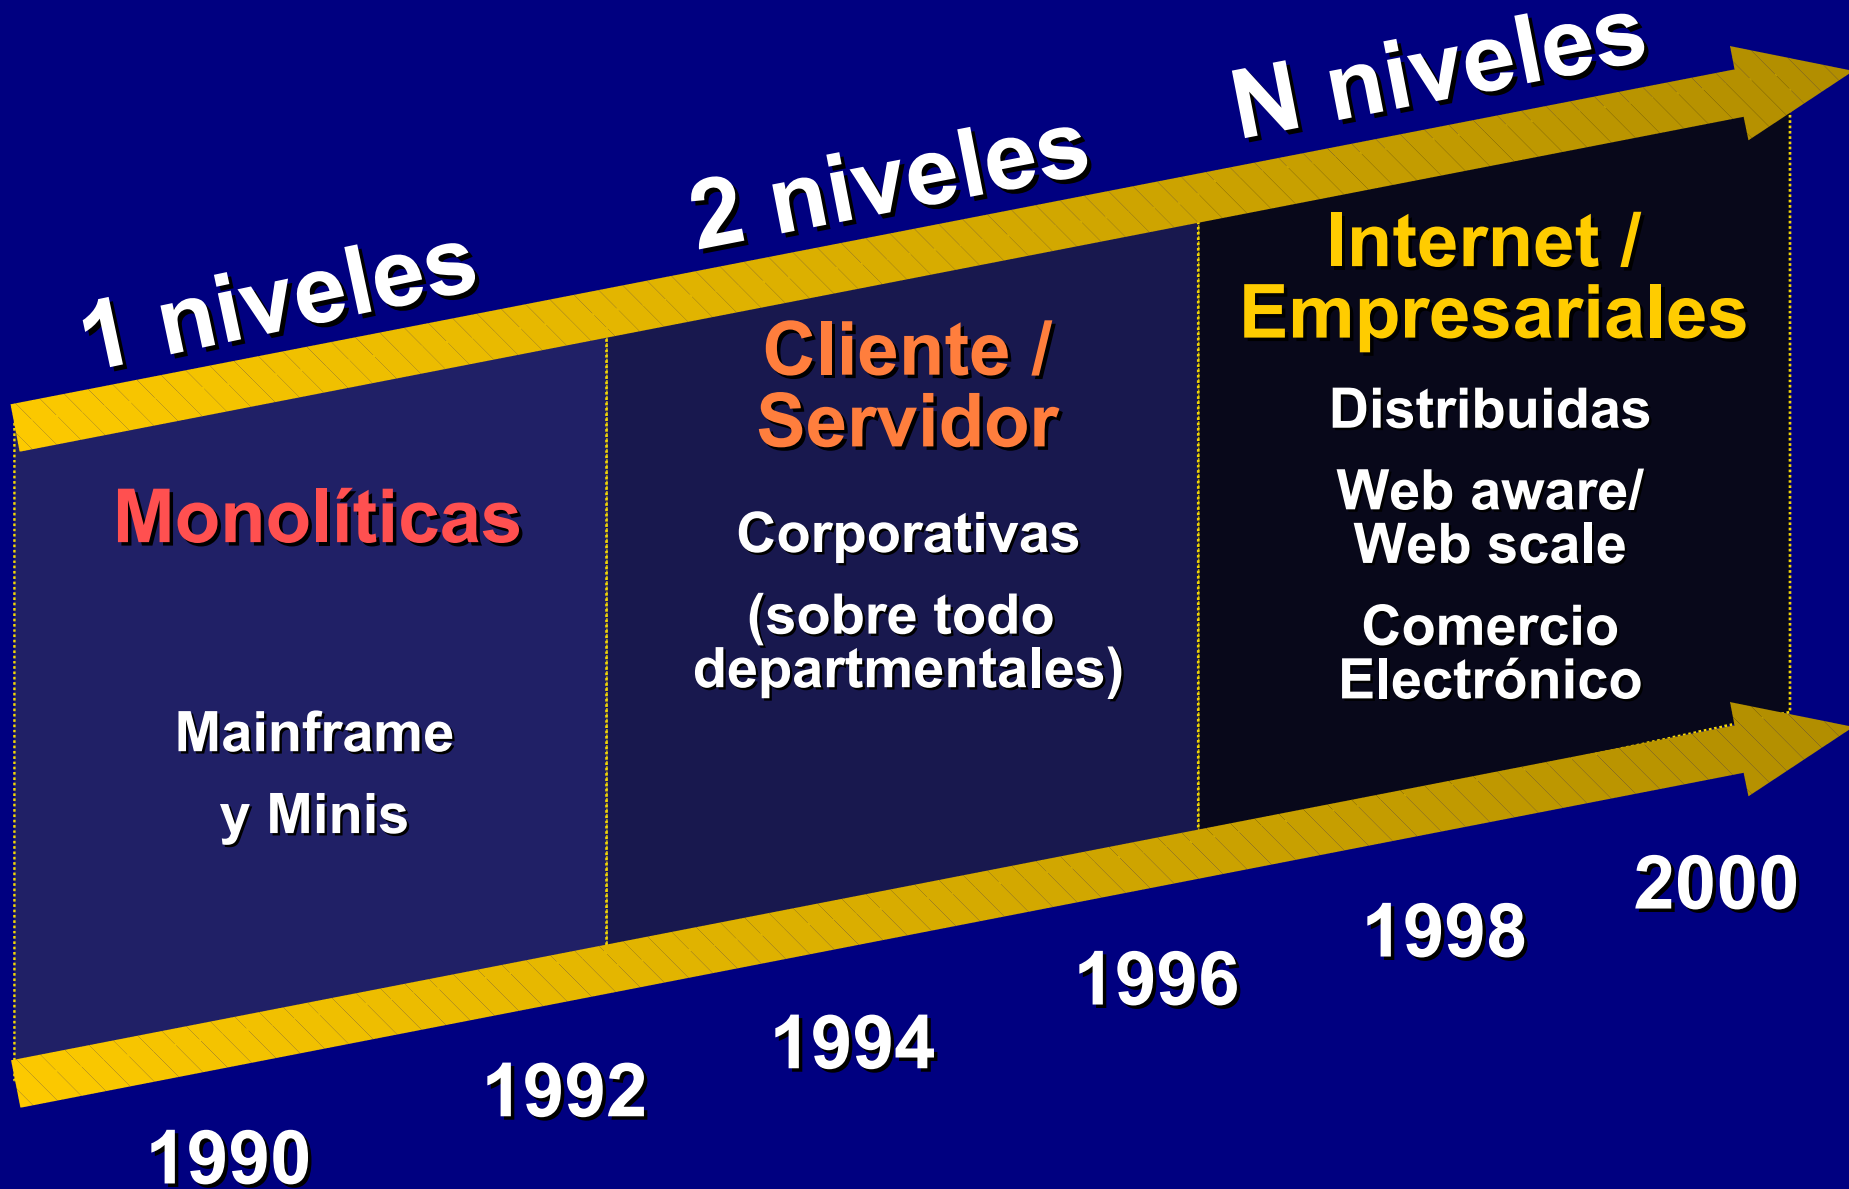 1 niveles
2 niveles
N niveles
Monolíticas
Mainframe
y Minis
Cliente /
Servidor
Corporativas
(sobre todo
departmentales)
Internet /
Empresariales
Distribuidas
Web aware/
Web scale
Comercio
Electrónico
1990
1992
1994
1996
1998
2000